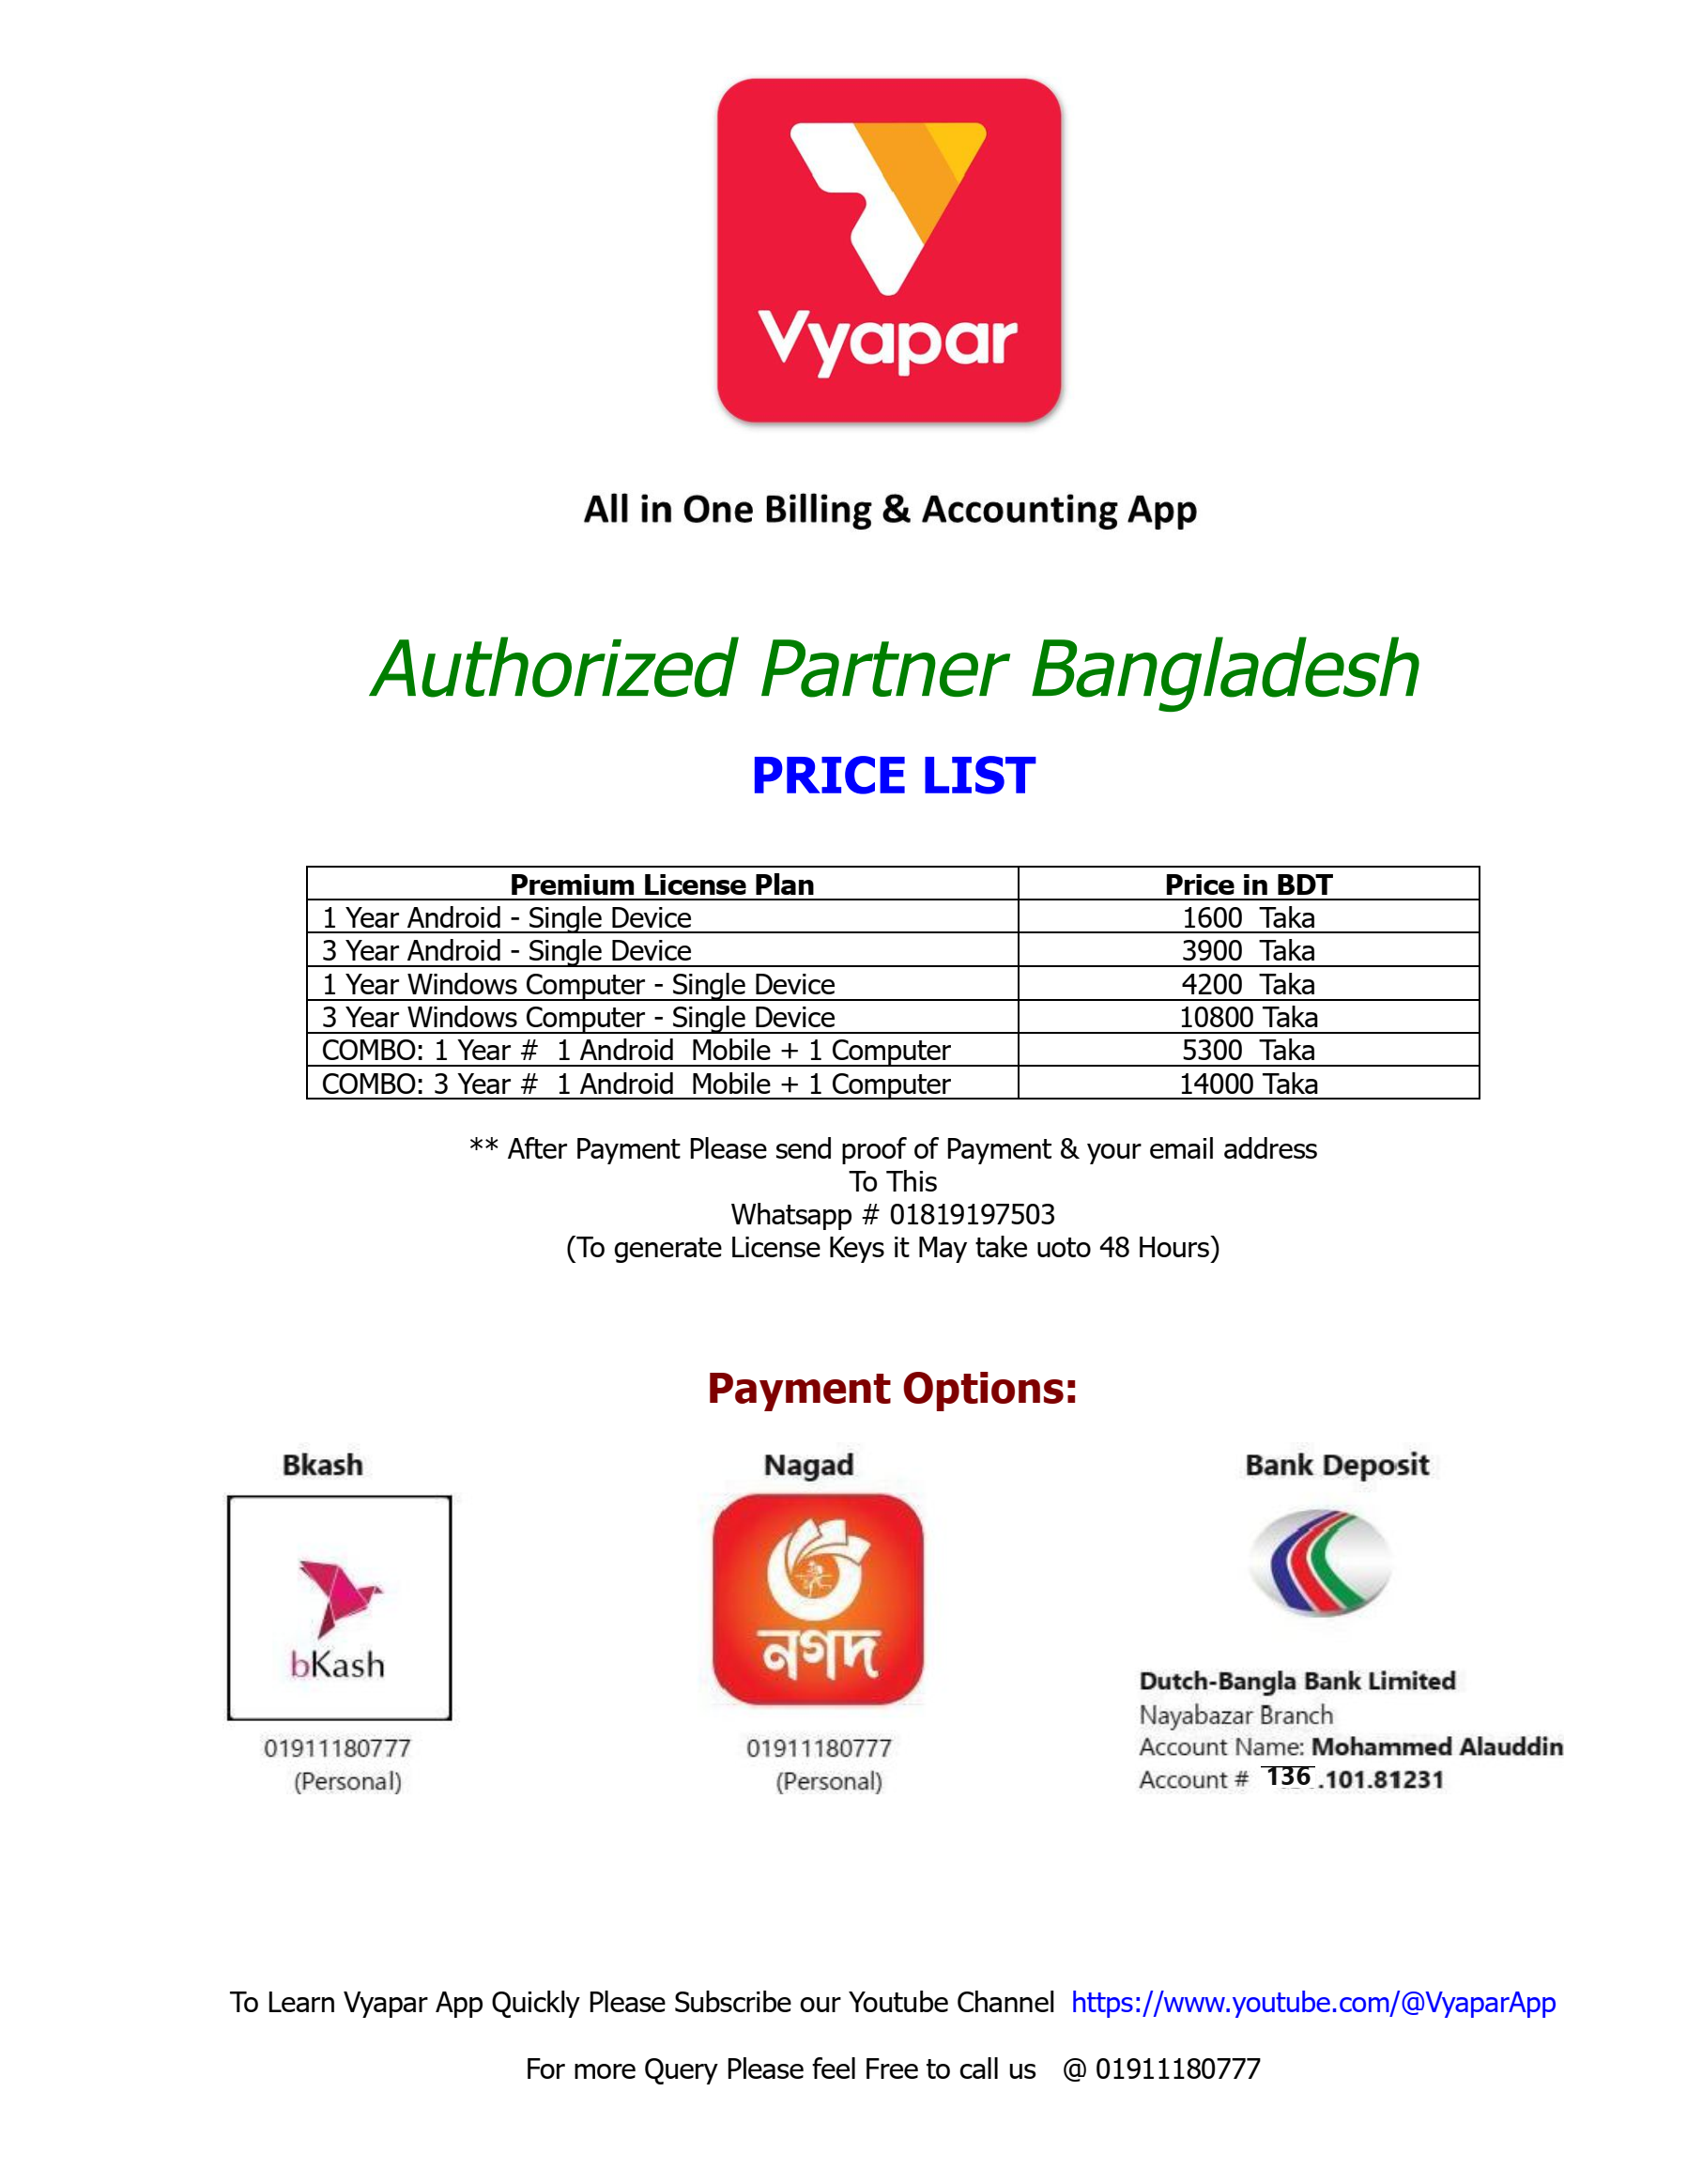 Vyapar
All in One Billing & Accounting App
Authorized Partner Bangladesh
PRICE LIST
Premium License Plan Price in BDT
1 Year Android - Single Device 1600 Taka
3 Year Android - Single Device 3900 Taka
1 Year Windows Computer - Single Device 4200 Taka
3 Year Windows Computer - Single Device 10800 Taka
COMBO: 1 Year # 1 Android Mobile + 1 Computer 5300 Taka
COMBO: 3 Year # 1 Android Mobile + 1 Computer 14000 Taka
** After Payment Please send proof of Payment & your email address
To This
Whatsapp # 01819197503
(To generate License Keys it May take uoto 48 Hours)
Payment Options:
Bkash Nagad Bank Deposit
bKash
নগদ
01911180777
(Personal)
01911180777
(Personal)
Dutch-Bangla Bank Limited
Nayabazar Branch
Account Name: Mohammed Alauddin
Account # 136.101.81231
To Learn Vyapar App Quickly Please Subscribe our Youtube Channel https://www.youtube.com/@VyaparApp
For more Query Please feel Free to call us @ 01911180777